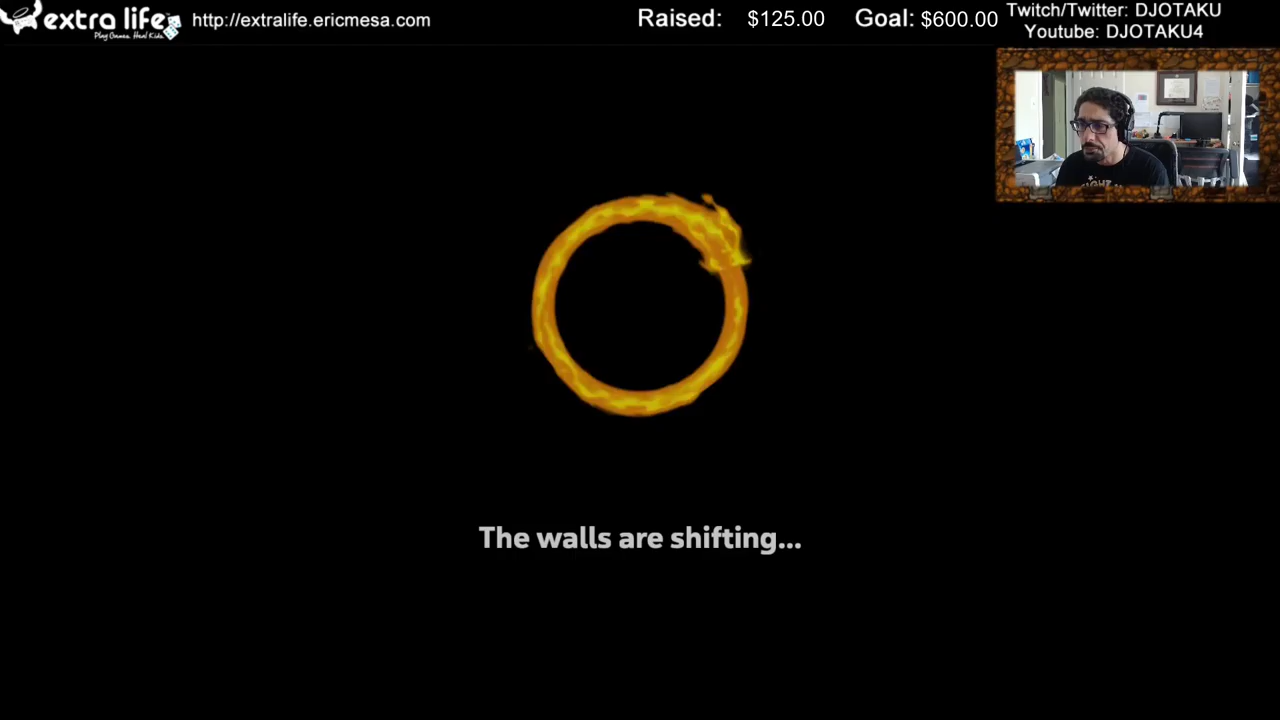 extra life
Play Games. Heal Kids.
http://extralife.ericmesa.com
Raised: $125.00 Goal: $600.00
Twitch/Twitter: DJOTAKU
Youtube: DJOTAKU4
The walls are shifting...